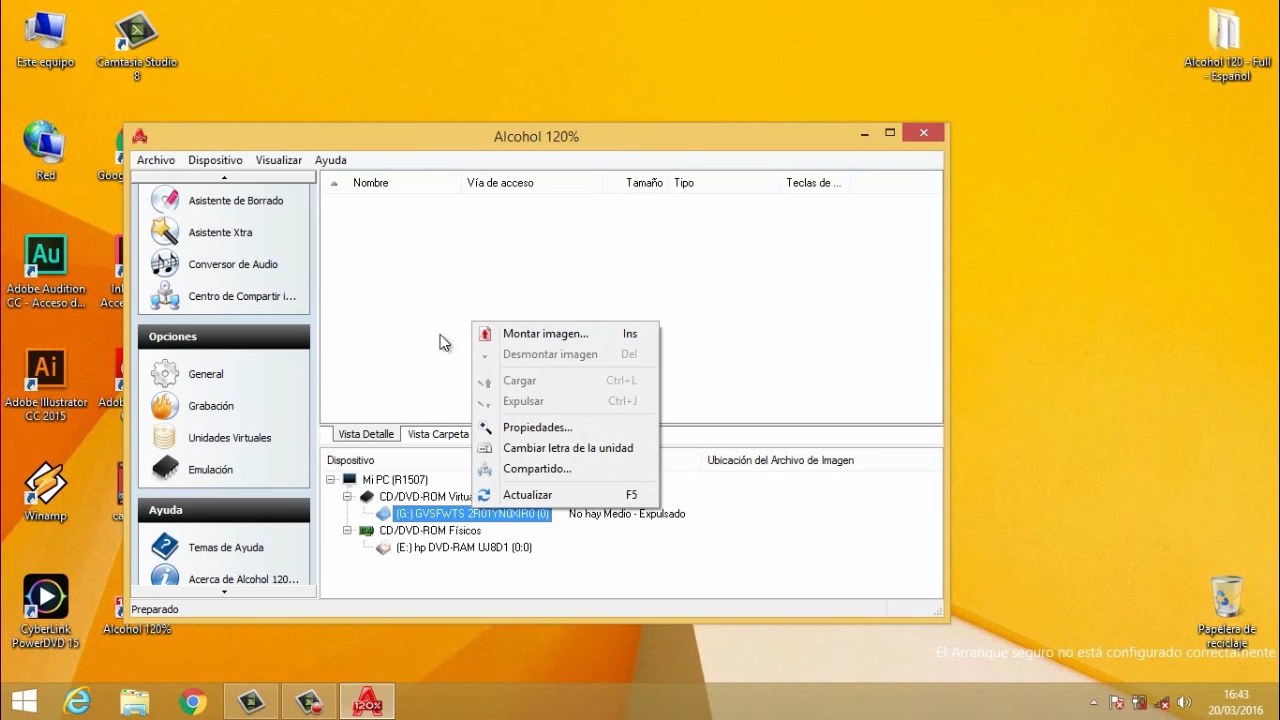 Este equipo
Camtasia Studio
8
Alcohol 120 - Full
- Español
Red
Adobe Audition
CC - Acceso d...
Adobe Illustrator
CC 2015
Winamp
CyberLink
PowerDVD 15
Alcohol 120%
Alcohol 120%
Archivo
Dispositivo
Visualizar
Ayuda
Asistente de Borrado
Asistente Xtra
Conversor de Audio
Centro de Compartir i...
Opciones
General
Grabación
Unidades Virtuales
Emulación
Ayuda
Temas de Ayuda
Acerca de Alcohol 120...
Nombre
Vía de acceso
Tamaño
Tipo
Teclas de ...
Montar imagen... Ins
Desmontar imagen Del
Cargar Ctrl+L
Expulsar Ctrl+J
Propiedades...
Cambiar letra de la unidad
Compartido...
Actualizar F5
Vista Detalle
Vista Carpeta
Dispositivo
Ubicación del Archivo de Imagen
Mi PC (R1507)
CD/DVD-ROM Virtua
(G:) GVSFWTS 2R01YN0XIR0 (0) No hay Medio - Expulsado
CD/DVD-ROM Físicos
(E:) hp DVD-RAM UJ8D1 (0:0)
Preparado
Papelera de
reciclaje
El Arranque seguro no está configurado correctamente
120%
16:43
20/03/2016